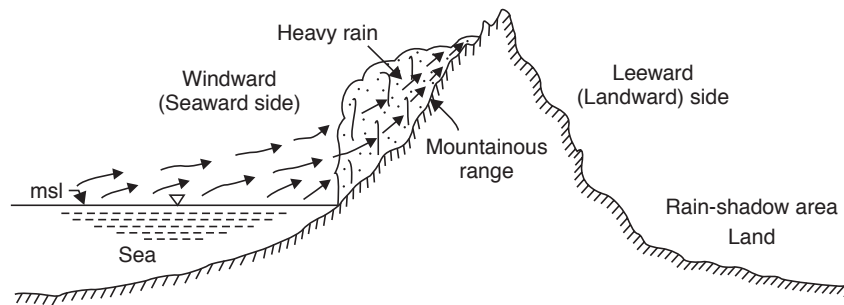 Heavy rain
Windward
(Seaward side)
Leeward
(Landward) side
Mountainous
range
msl
Sea
Rain-shadow area
Land